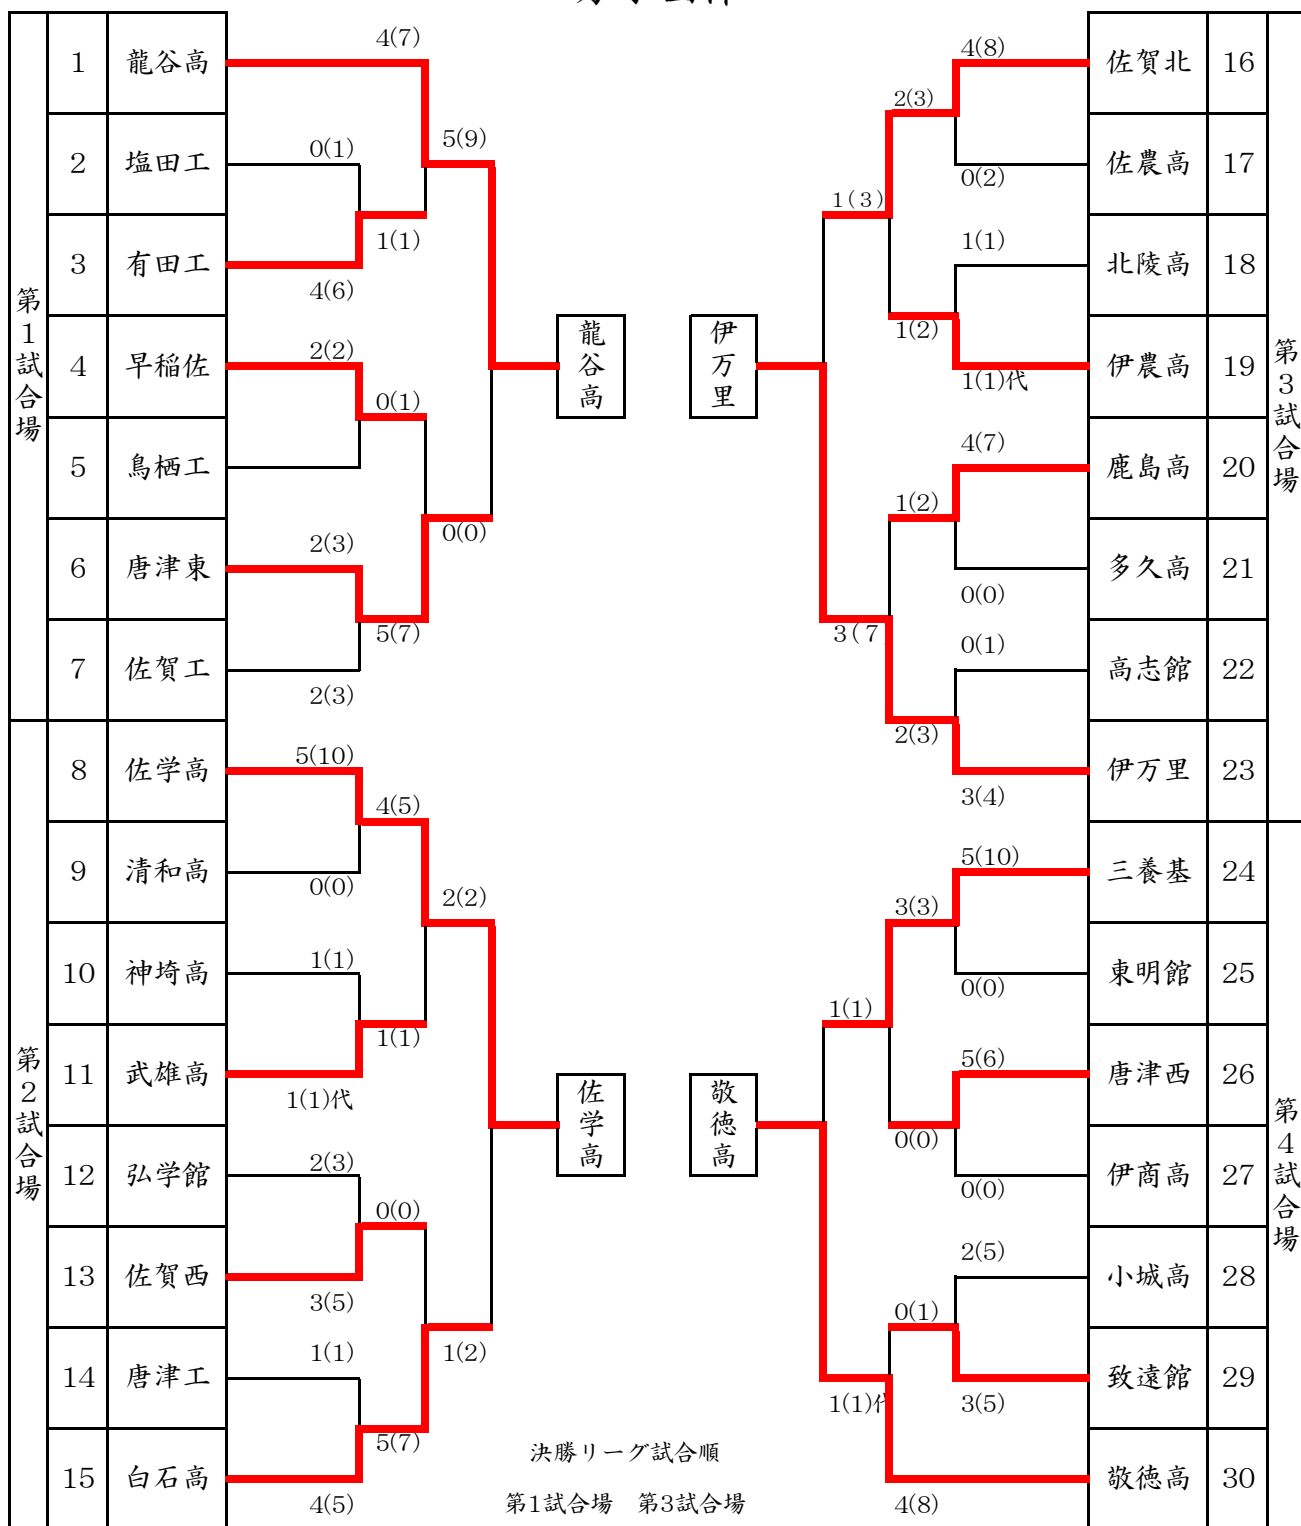 第1試合場
1 龍谷高 4(7)
2 塩田工 0(1)
3 有田工 4(6)
4 早稲佐 2(2)
5 鳥栖工
6 唐津東 2(3)
7 佐賀工 2(3)
5(9)
1(1)
0(1)
5(7)
0(0)
龍谷高
第2試合場
8 佐学高 5(10)
9 清和高 0(0)
10 神埼高 1(1)
11 武雄高 1(1)代
12 弘学館 2(3)
13 佐賀西 3(5)
14 唐津工 1(1)
15 白石高 4(5)
4(5)
2(2)
1(1)
0(0)
1(2)
5(7)
佐学高
第3試合場
4(8) 佐賀北 16
0(2) 佐農高 17
1(1) 北陵高 18
1(1)代 伊農高 19
4(7) 鹿島高 20
0(0) 多久高 21
0(1) 高志館 22
3(4) 伊万里 23
2(3)
1(3)
1(2)
1(2)
3(7
2(3)
伊万里
第4試合場
5(10) 三養基 24
0(0) 東明館 25
5(6) 唐津西 26
0(0) 伊商高 27
2(5) 小城高 28
3(5) 致遠館 29
4(8) 敬徳高 30
3(3)
1(1)
0(0)
0(1)
1(1)代
敬徳高
決勝リーグ試合順
第1試合場 第3試合場